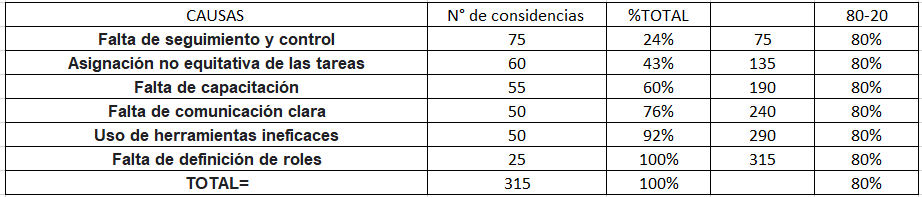 CAUSAS N° de considencias %TOTAL 80-20
Falta de seguimiento y control 75 24% 75 80%
Asignación no equitativa de las tareas 60 43% 135 80%
Falta de capacitación 55 60% 190 80%
Falta de comunicación clara 50 76% 240 80%
Uso de herramientas ineficaces 50 92% 290 80%
Falta de definición de roles 25 100% 315 80%
TOTAL= 315 100% 80%